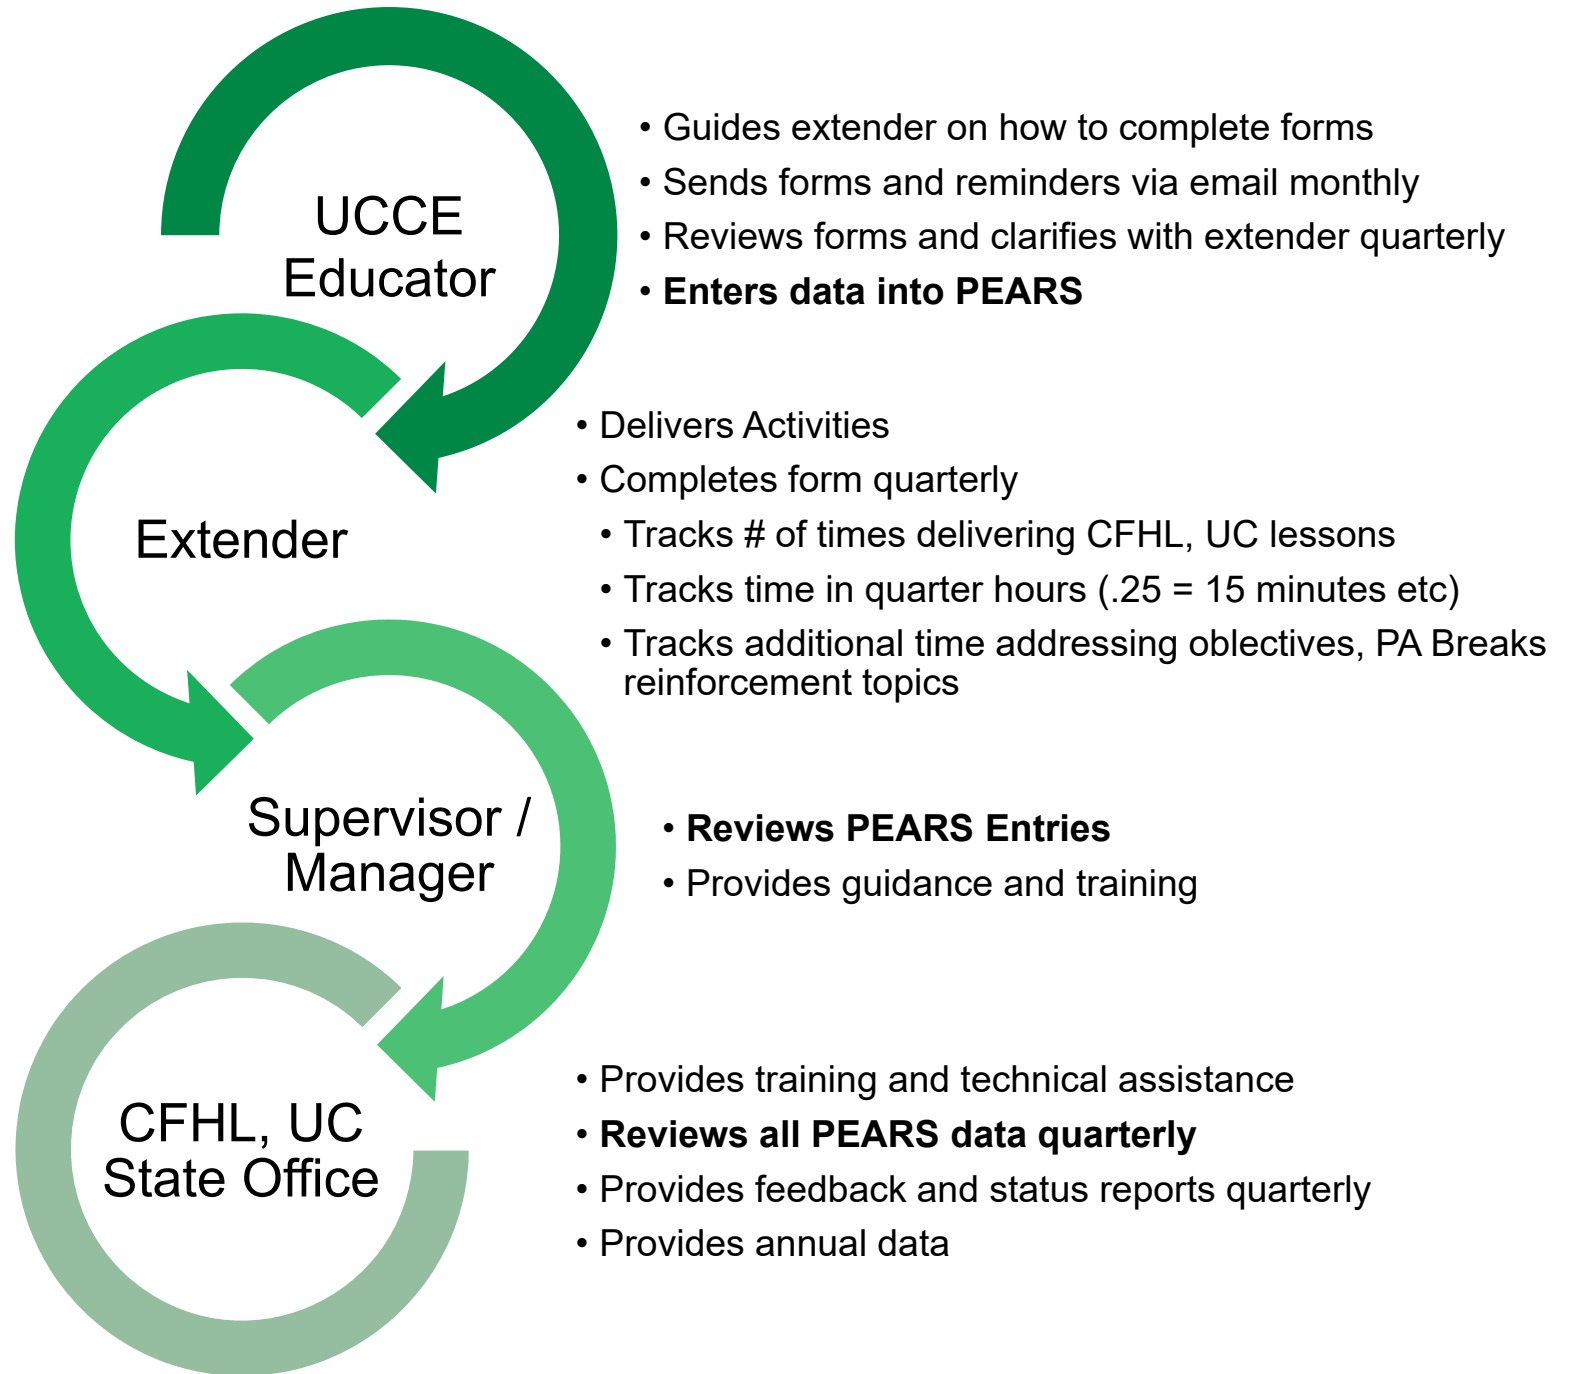 UCCE
Educator
• Guides extender on how to complete forms
• Sends forms and reminders via email monthly
• Reviews forms and clarifies with extender quarterly
• Enters data into PEARS
Extender
• Delivers Activities
• Completes form quarterly
• Tracks # of times delivering CFHL, UC lessons
• Tracks time in quarter hours (.25 = 15 minutes etc)
• Tracks additional time addressing oblectives, PA Breaks
reinforcement topics
Supervisor /
Manager
• Reviews PEARS Entries
• Provides guidance and training
CFHL, UC
State Office
• Provides training and technical assistance
• Reviews all PEARS data quarterly
• Provides feedback and status reports quarterly
• Provides annual data